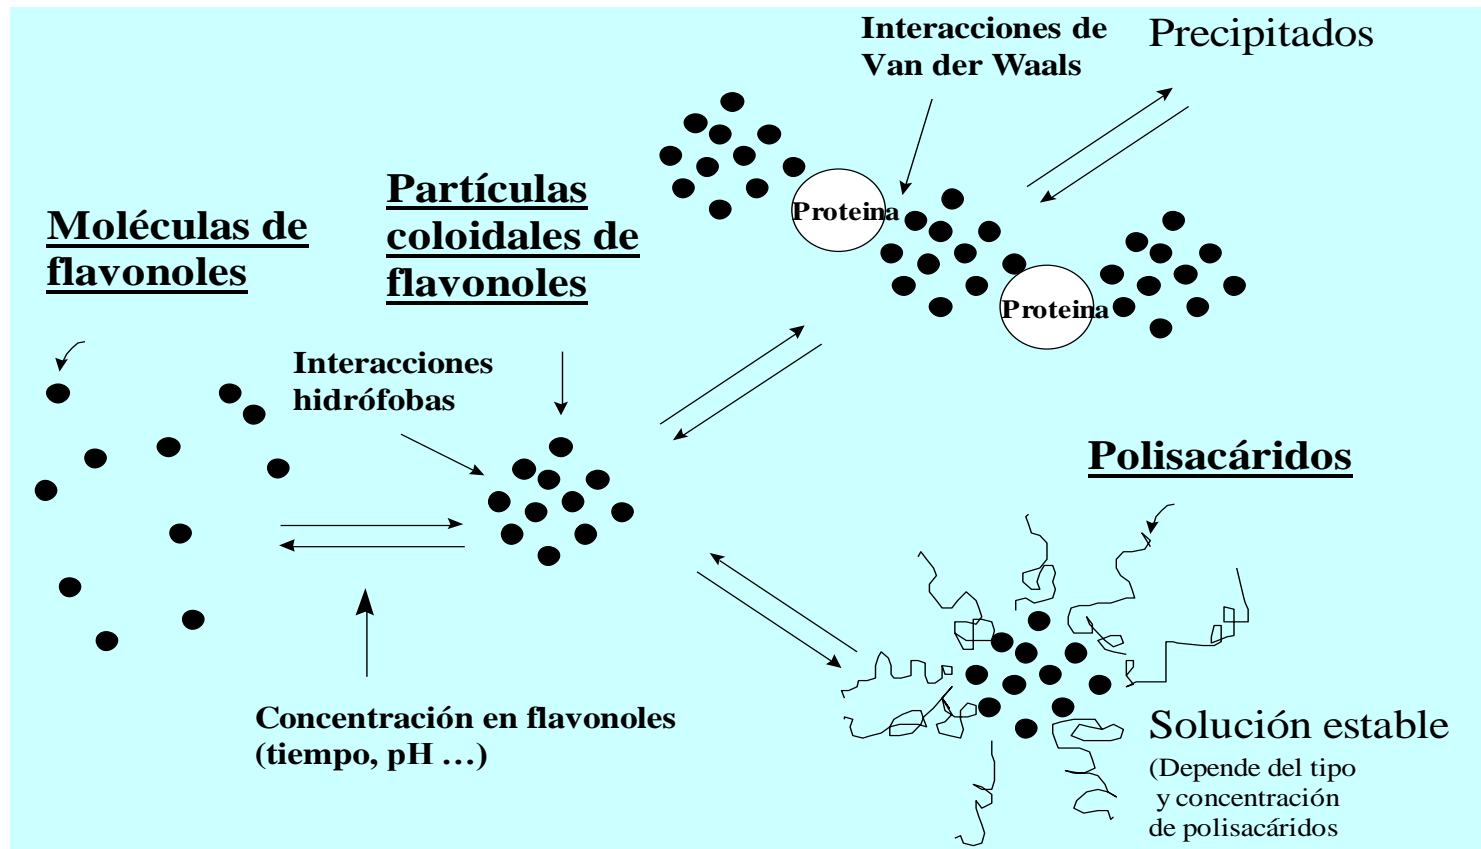 Interacciones de
Van der Waals
Precipitados
Moléculas de
flavonoles
Partículas
coloidales de
flavonoles
Proteina
Proteina
Interacciones
hidrófobas
Polisacáridos
Concentración en flavonoles
(tiempo, pH …)
Solución estable
(Depende del tipo
y concentración
de polisacáridos